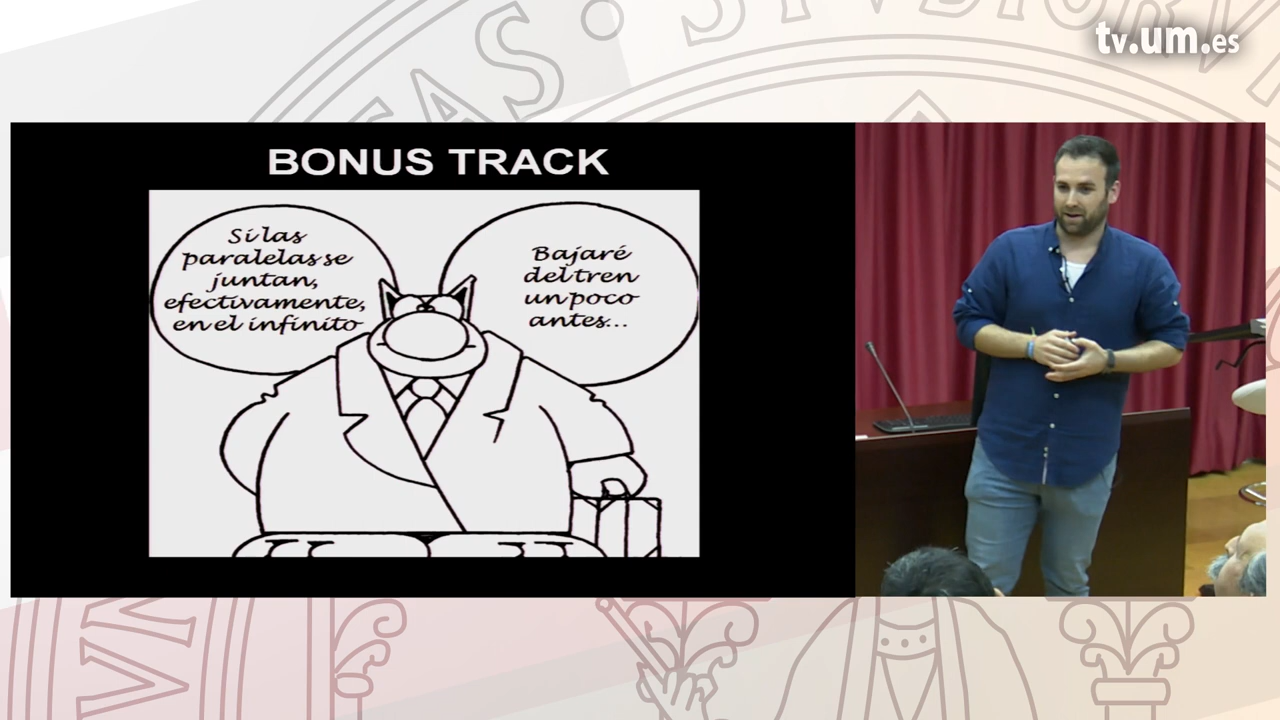 tv.um.es
BONUS TRACK
Si las
paralelas se
juntan,
efectivamente,
en el infinito
Bajaré
del tren
un poco
antes...